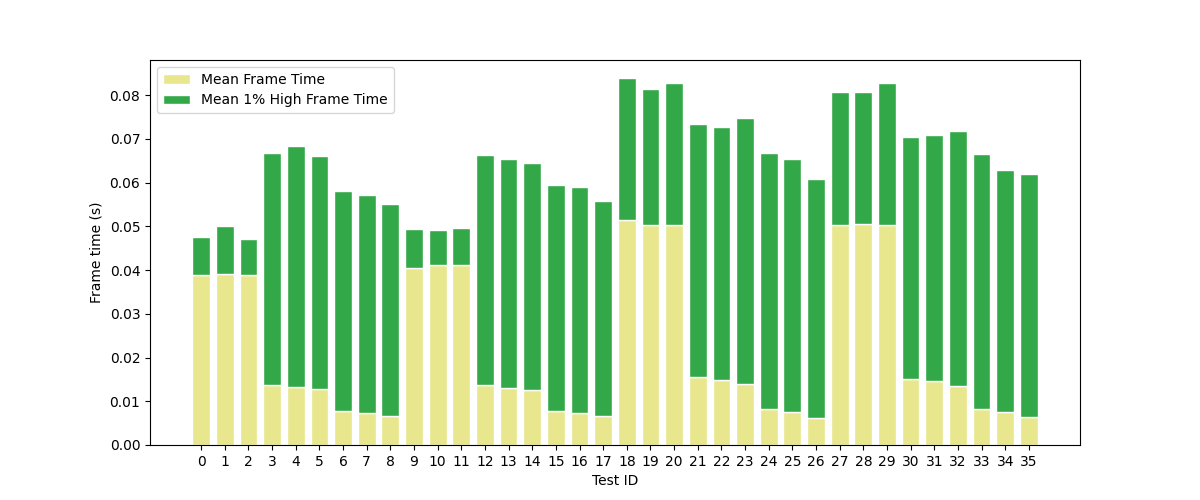 Mean Frame Time
Mean 1% High Frame Time
Frame time (s)
0.08
0.07
0.06
0.05
0.04
0.03
0.02
0.01
0.00
0 1 2 3 4 5 6 7 8 9 10 11 12 13 14 15 16 17 18 19 20 21 22 23 24 25 26 27 28 29 30 31 32 33 34 35
Test ID